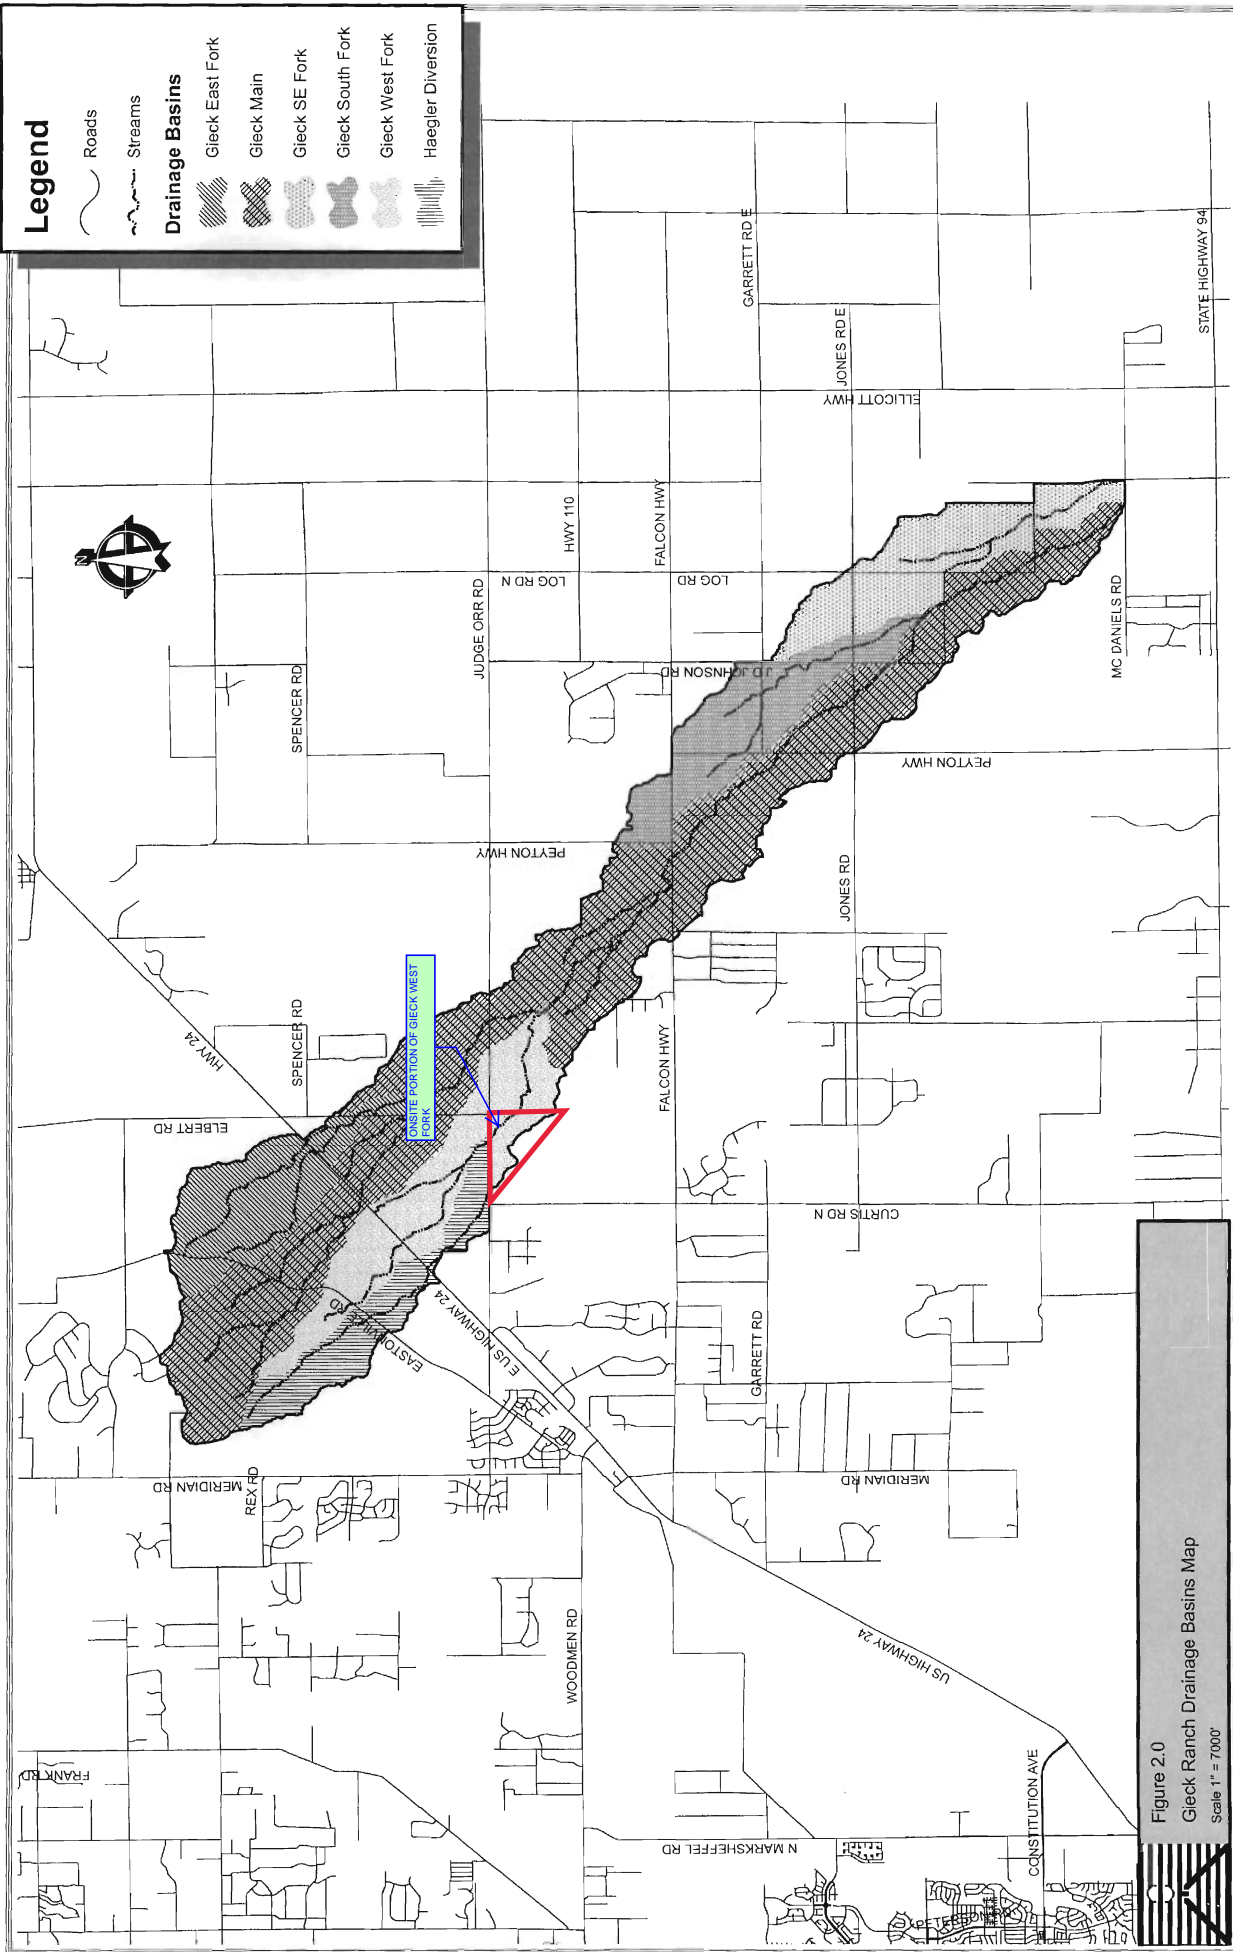 Legend
Roads
Streams
Drainage Basins
Gieck East Fork
Gieck Main
Gieck SE Fork
Gieck South Fork
Gieck West Fork
Haegler Diversion
N
GARRETT RD E
JONES RD E
STATE HIGHWAY 94
ELLICOTT HWY
HWY 110
FALCON HWY
LOG RD N
LOG RD
JUDGE ORR RD
SPENCER RD
J D JOHNSON RD
MC DANIELS RD
PEYTON HWY
PEYTON HWY
JONES RD
HWY 24
SPENCER RD
ELBERT RD
ONSITE PORTION OF GIECK WEST
FORK
FALCON HWY
CURTIS RD N
EASTONVILLE RD
E US HIGHWAY 24
GARRETT RD
MERIDIAN RD
REX RD
MERIDIAN RD
WOODMEN RD
US HIGHWAY 24
FRANK RD
N MARKSHEFFEL RD
CONSTITUTION AVE
PETERSON RD
Figure 2.0
Gieck Ranch Drainage Basins Map
Scale 1" = 7000'